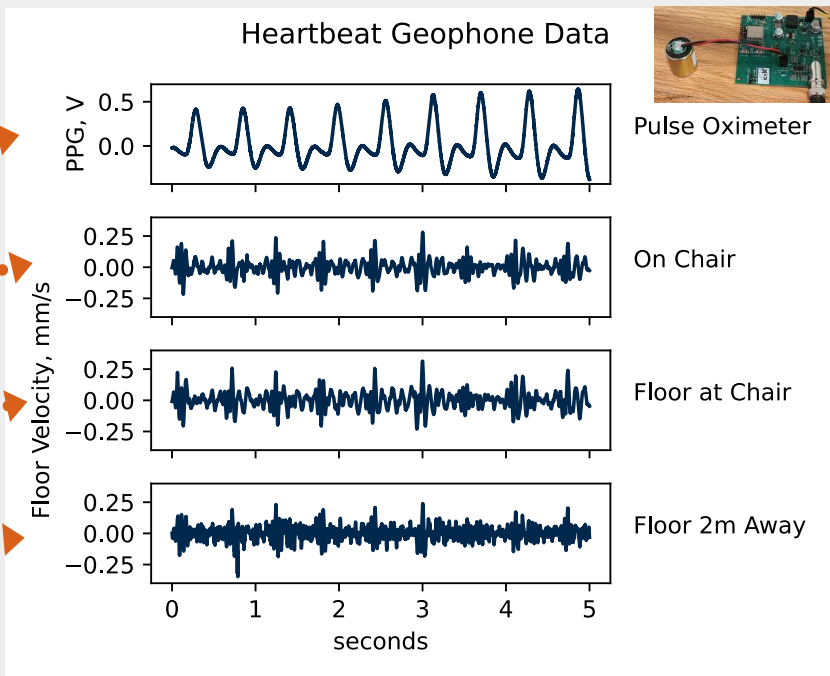 Heartbeat Geophone Data
PPG, V
0.5
0.0
Pulse Oximeter
Floor Velocity, mm/s
0.25
0.00
−0.25
On Chair
0.25
0.00
−0.25
Floor at Chair
0.25
0.00
−0.25
Floor 2m Away
0 1 2 3 4 5
seconds